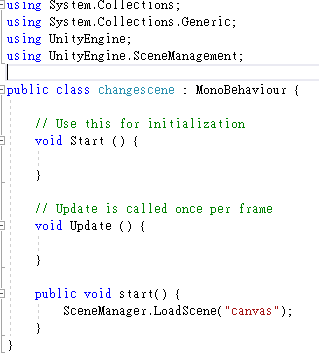 using System.Collections;
using System.Collections.Generic;
using UnityEngine;
using UnityEngine.SceneManagement;
public class changescene : MonoBehaviour {
// Use this for initialization
void Start () {
}
// Update is called once per frame
void Update () {
}
public void start() {
SceneManager.LoadScene("canvas");
}
}